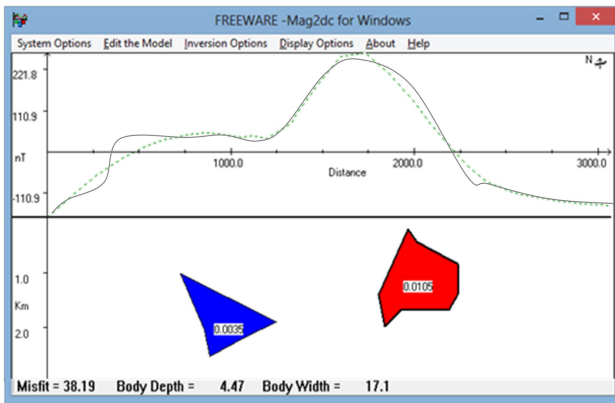 FREEWARE -Mag2dc for Windows
System Options Edit the Model Inversion Options Display Options About Help
N
221.8
110.9
nT
1000.0 2000.0 3000.0
Distance
-110.9
1.0
0.0105
Km
2.0
0.0035
Misfit = 38.19 Body Depth = 4.47 Body Width = 17.1